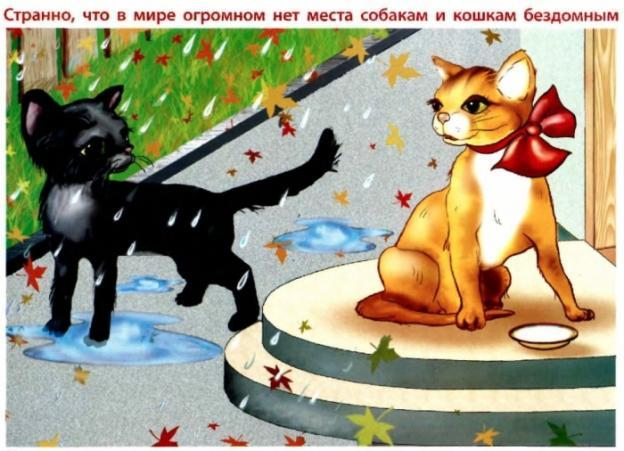 Странно, что в мире огромном нет места собакам и кошкам бездомным